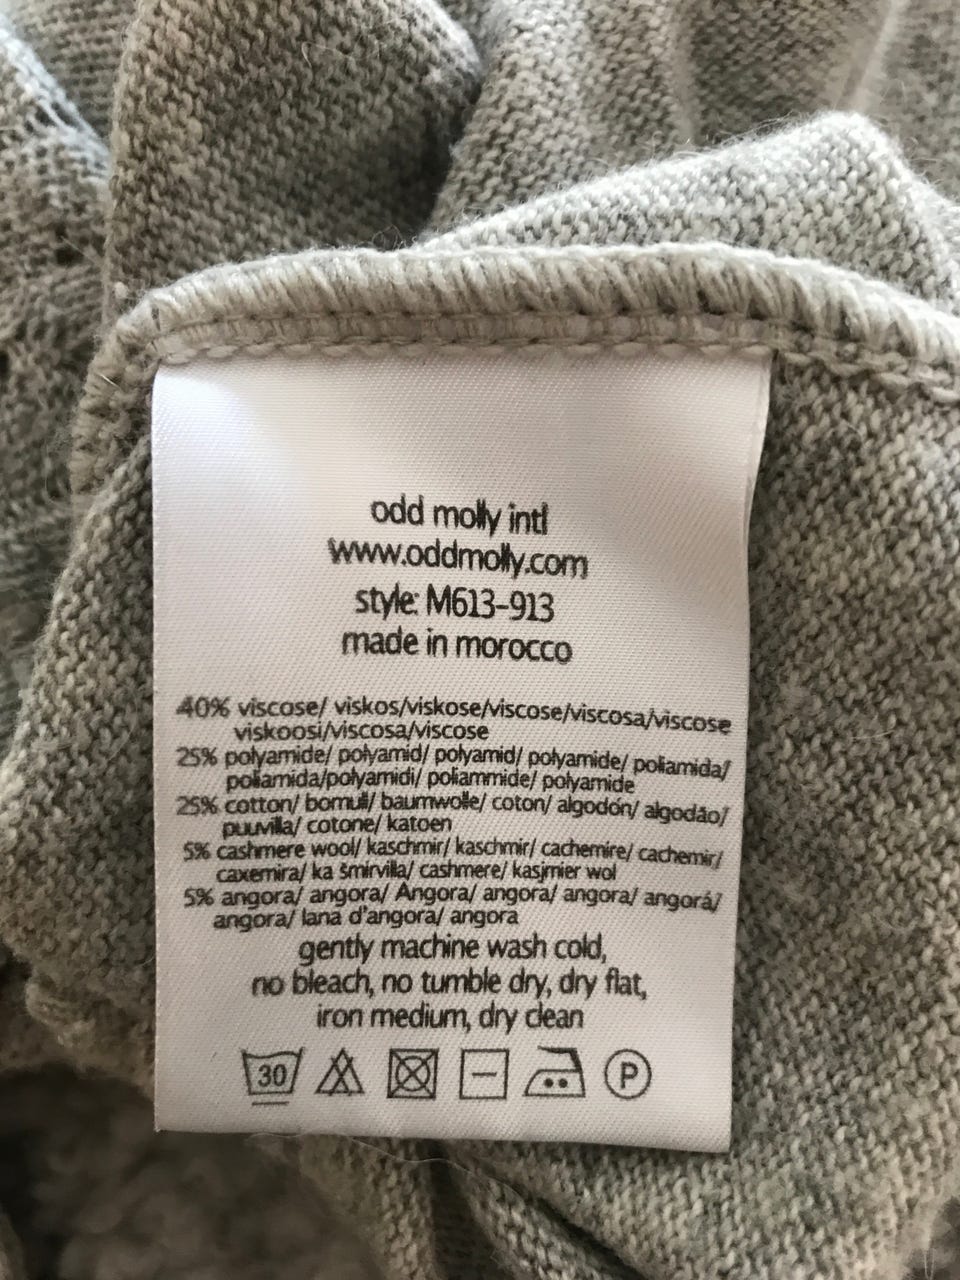 odd molly intl
www.oddmolly.com
style: M613-913
made in morocco
40% viscose/ viskos/viskose/viscose/viscosa/viscose
viskoosi/viscosa/viscose
25% polyamide/ polyamid/ polyamid/ polyamide/ poliamida/
poliamida/polyamidi/ poliammide/ polyamide
25% cotton/ bomull/ baumwolle/ coton/ algodón/ algodão/
puuvilla/ cotone/ katoen
5% cashmere wool/ kaschmir/ kaschmir/ cachemire/ cachemir/
caxemira/ ka šmirvilla/ cashmere/ kasjmier wol
5% angora/ angora/ Angora/ angora/ angora/ angorá/
angora/ lana d'angora/ angora
gently machine wash cold,
no bleach, no tumble dry, dry flat,
iron medium, dry clean
30 P